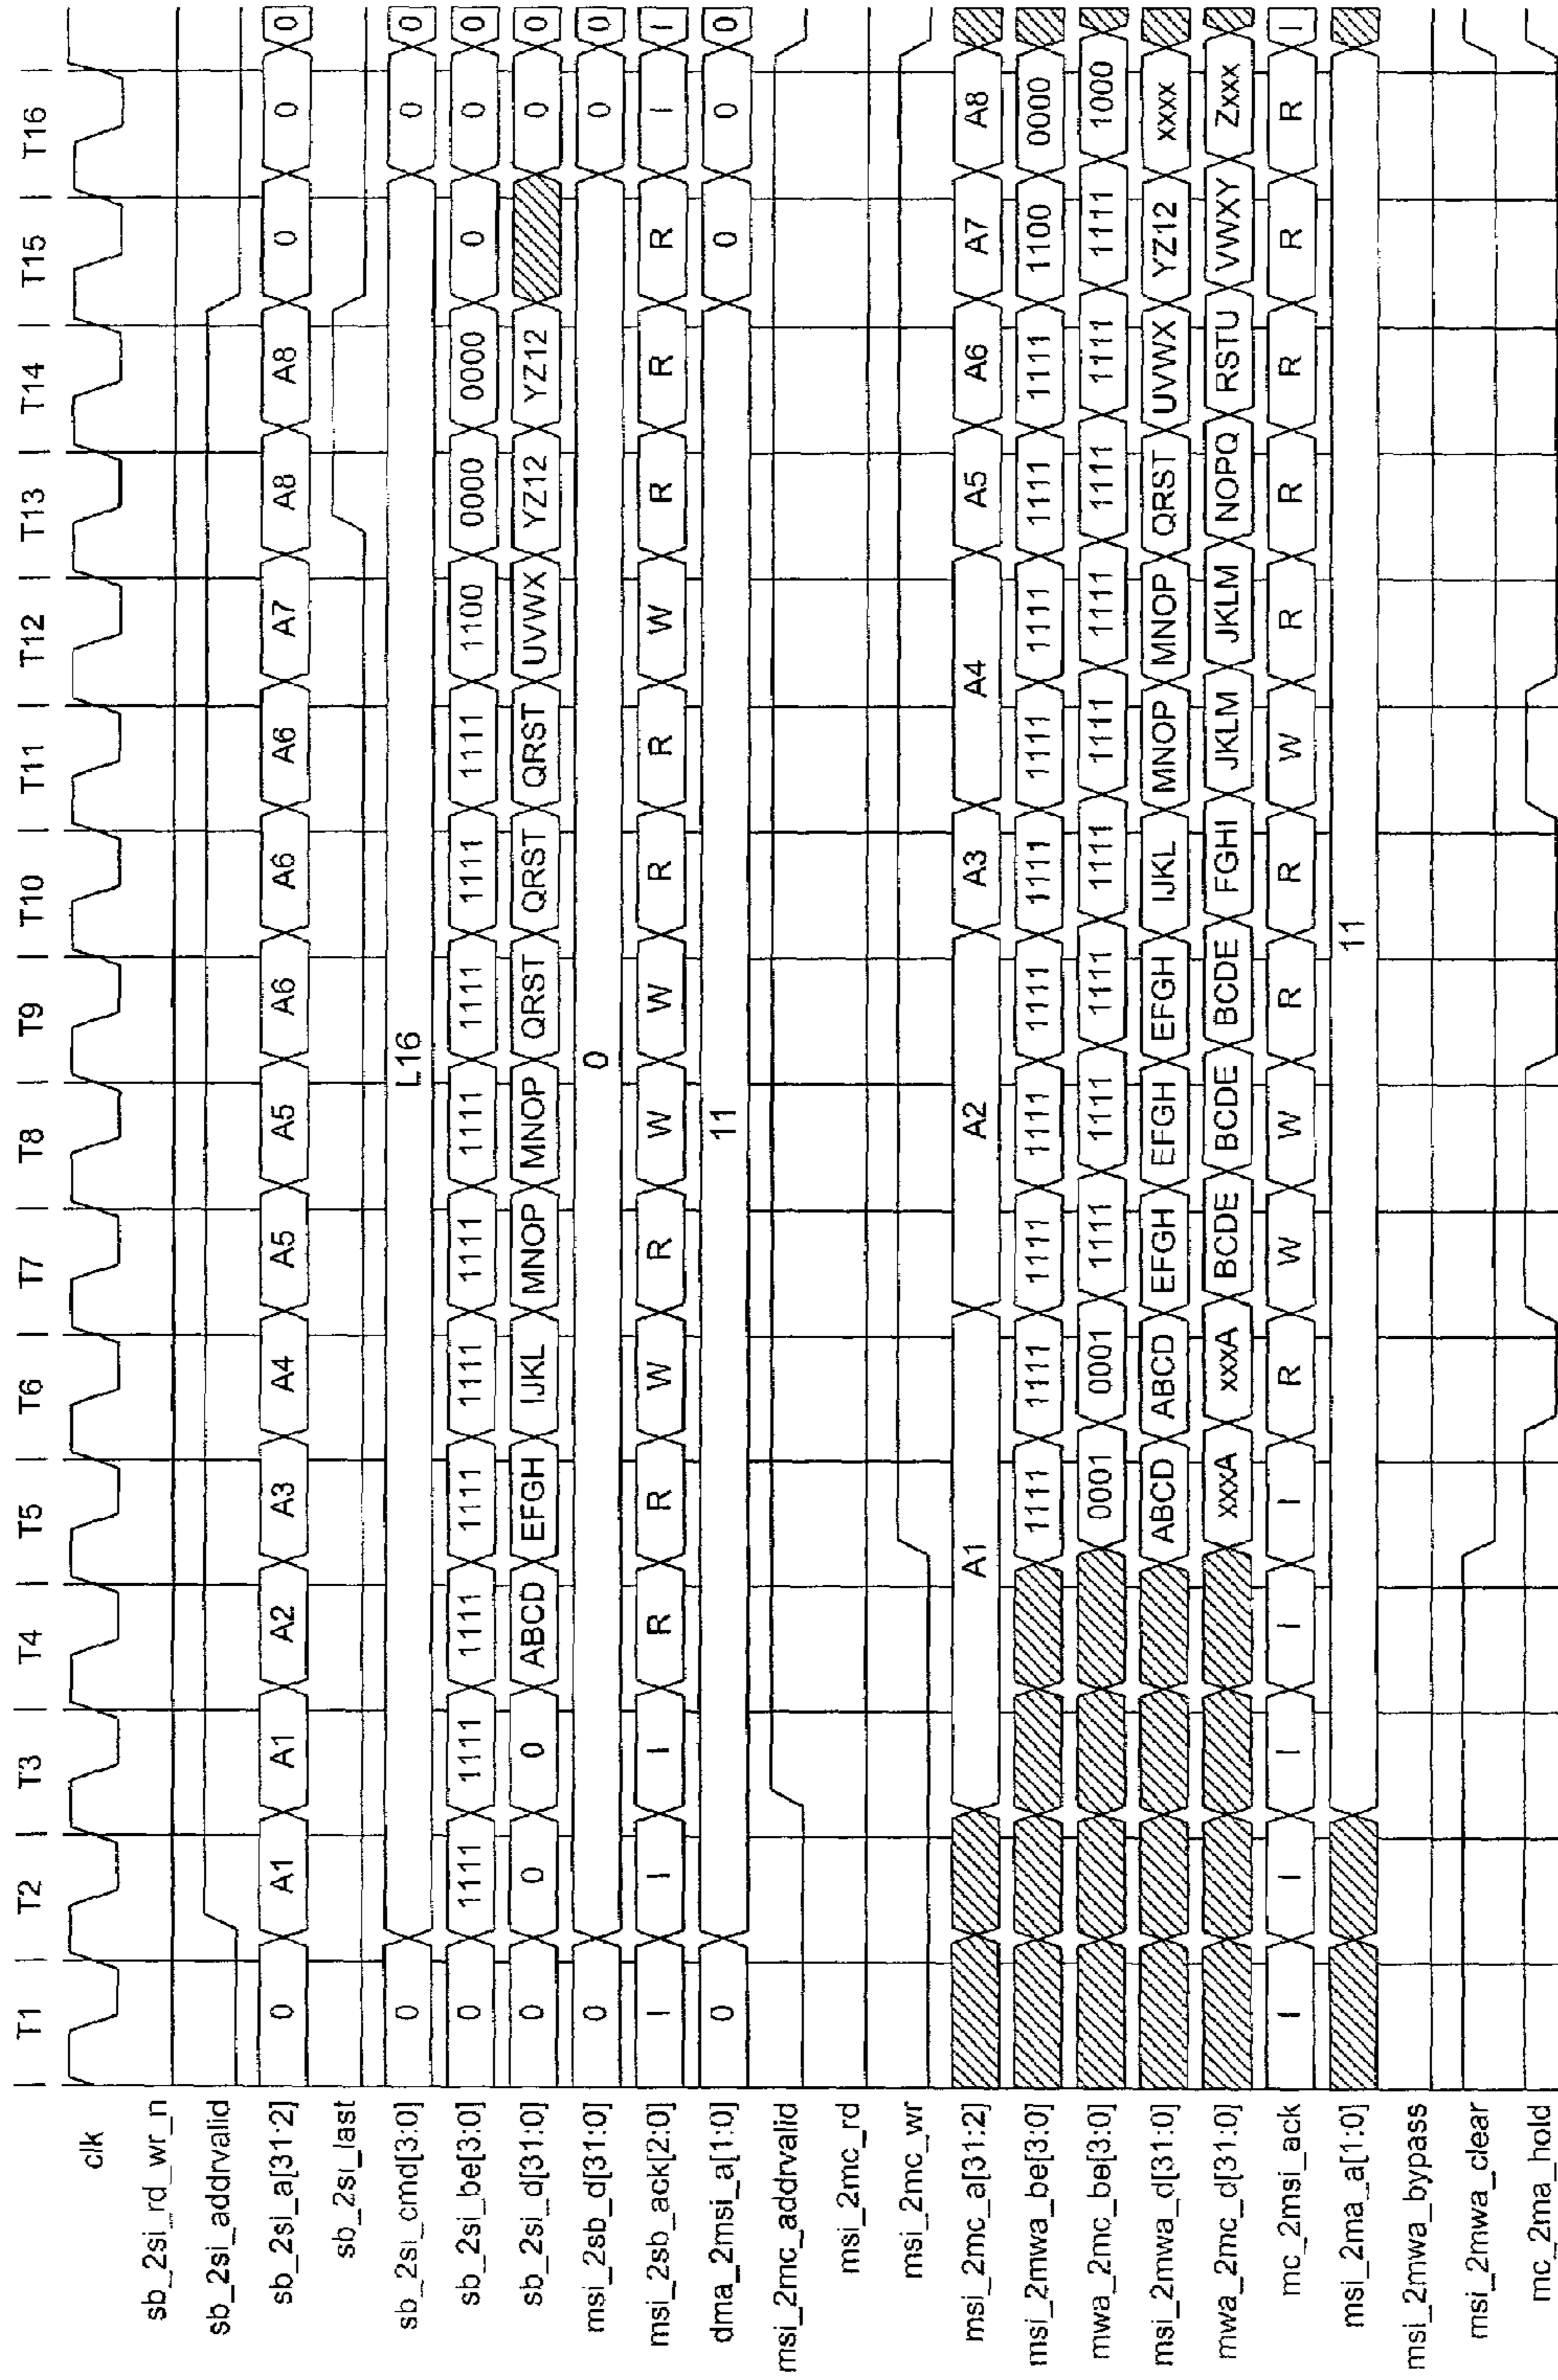 T1 T2 T3 T4 T5 T6 T7 T8 T9 T10 T11 T12 T13 T14 T15 T16
clk
sb_2si_rd_wr_n
sb_2si_addrvalid
sb_2si_a[31:2] 0 A1 A1 A2 A3 A4 A5 A5 A6 A6 A6 A7 A8 A8 0 0 0
sb_2si_last
sb_2si_cmd[3:0] 0 L16 0 0
sb_2si_be[3:0] 0 1111 1111 1111 1111 1111 1111 1111 1111 1111 1111 1100 0000 0000 0 0 0
sb_2si_d[31:0] 0 0 0 ABCD EFGH IJKL MNOP MNOP QRST QRST QRST UVWX YZ12 YZ12 0 0
msi_2sb_d[31:0] 0 0 0 0
msi_2sb_ack[2:0] I I I R R W R W W R R W R R R I I
dma_2msi_a[1:0] 0 11 0 0 0
msi_2mc_addrvalid
msi_2mc_rd
msi_2mc_wr
msi_2mc_a[31:2] A1 A2 A3 A4 A5 A6 A7 A8
msi_2mwa_be[3:0] 1111 1111 1111 1111 1111 1111 1111 1111 1111 1111 1100 0000
mwa_2mc_be[3:0] 0001 0001 1111 1111 1111 1111 1111 1111 1111 1111 1111 1000
msi_2mwa_d[31:0] ABCD ABCD EFGH EFGH EFGH IJKL MNOP MNOP QRST UVWX YZ12 xxxx
mwa_2mc_d[31:0] xxxA xxxA BCDE BCDE BCDE FGHI JKLM JKLM NOPQ RSTU VWXY Zxxx
mc_2msi_ack I I I I I R W W R R W R R R R R I
msi_2ma_a[1:0] 11
msi_2mwa_bypass
msi_2mwa_clear
mc_2ma_hold